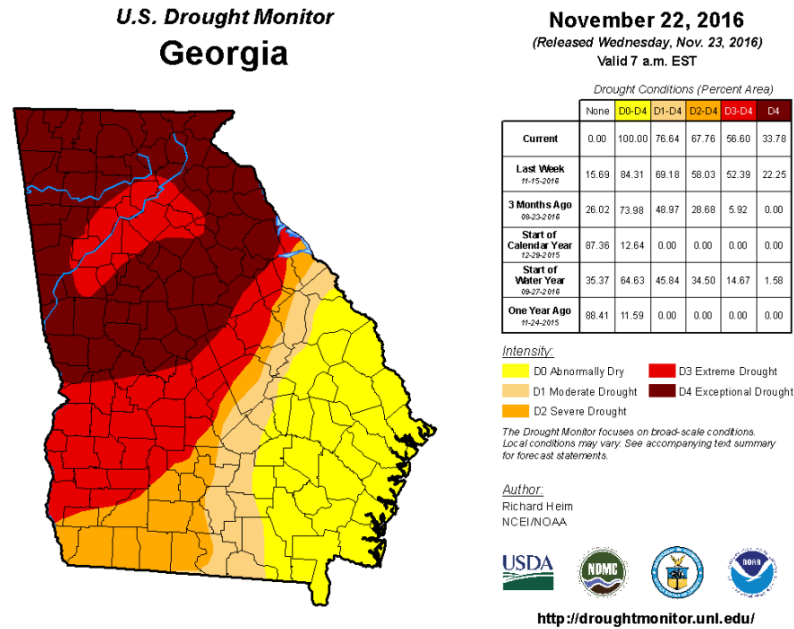 U.S. Drought Monitor
Georgia
November 22, 2016
(Released Wednesday, Nov. 23, 2016)
Valid 7 a.m. EST
Drought Conditions (Percent Area)
None D0-D4 D1-D4 D2-D4 D3-D4 D4
Current 0.00 100.00 76.64 67.76 56.60 33.78
Last Week
11-15-2016
15.69 84.31 69.18 58.03 52.39 22.25
3 Months Ago
08-23-2016
26.02 73.98 48.97 28.68 5.92 0.00
Start of
Calendar Year
12-29-2015
87.36 12.64 0.00 0.00 0.00 0.00
Start of
Water Year
09-27-2016
35.37 64.63 45.84 34.50 14.67 1.58
One Year Ago
11-24-2015
88.41 11.59 0.00 0.00 0.00 0.00
Intensity:
D0 Abnormally Dry
D1 Moderate Drought
D2 Severe Drought
D3 Extreme Drought
D4 Exceptional Drought
The Drought Monitor focuses on broad-scale conditions.
Local conditions may vary. See accompanying text summary
for forecast statements.
Author:
Richard Heim
NCEI/NOAA
USDA
NDMC
NOAA
http://droughtmonitor.unl.edu/